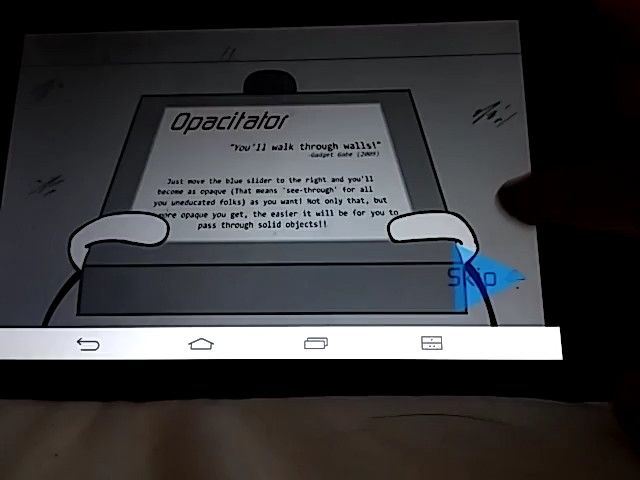 Opacitator
"You'll walk through walls!"
-Gadget Gabe (2009)
Just move the blue slider to the right and you'll
become as opaque (That means 'see-through' for all
you uneducated folks) as you want! Not only that, but
more opaque you get, the easier it will be for you to
pass through solid objects!!
Skip